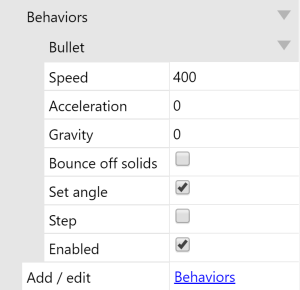 Behaviors
Bullet
Speed 400
Acceleration 0
Gravity 0
Bounce off solids
Set angle
Step
Enabled
Add / edit Behaviors